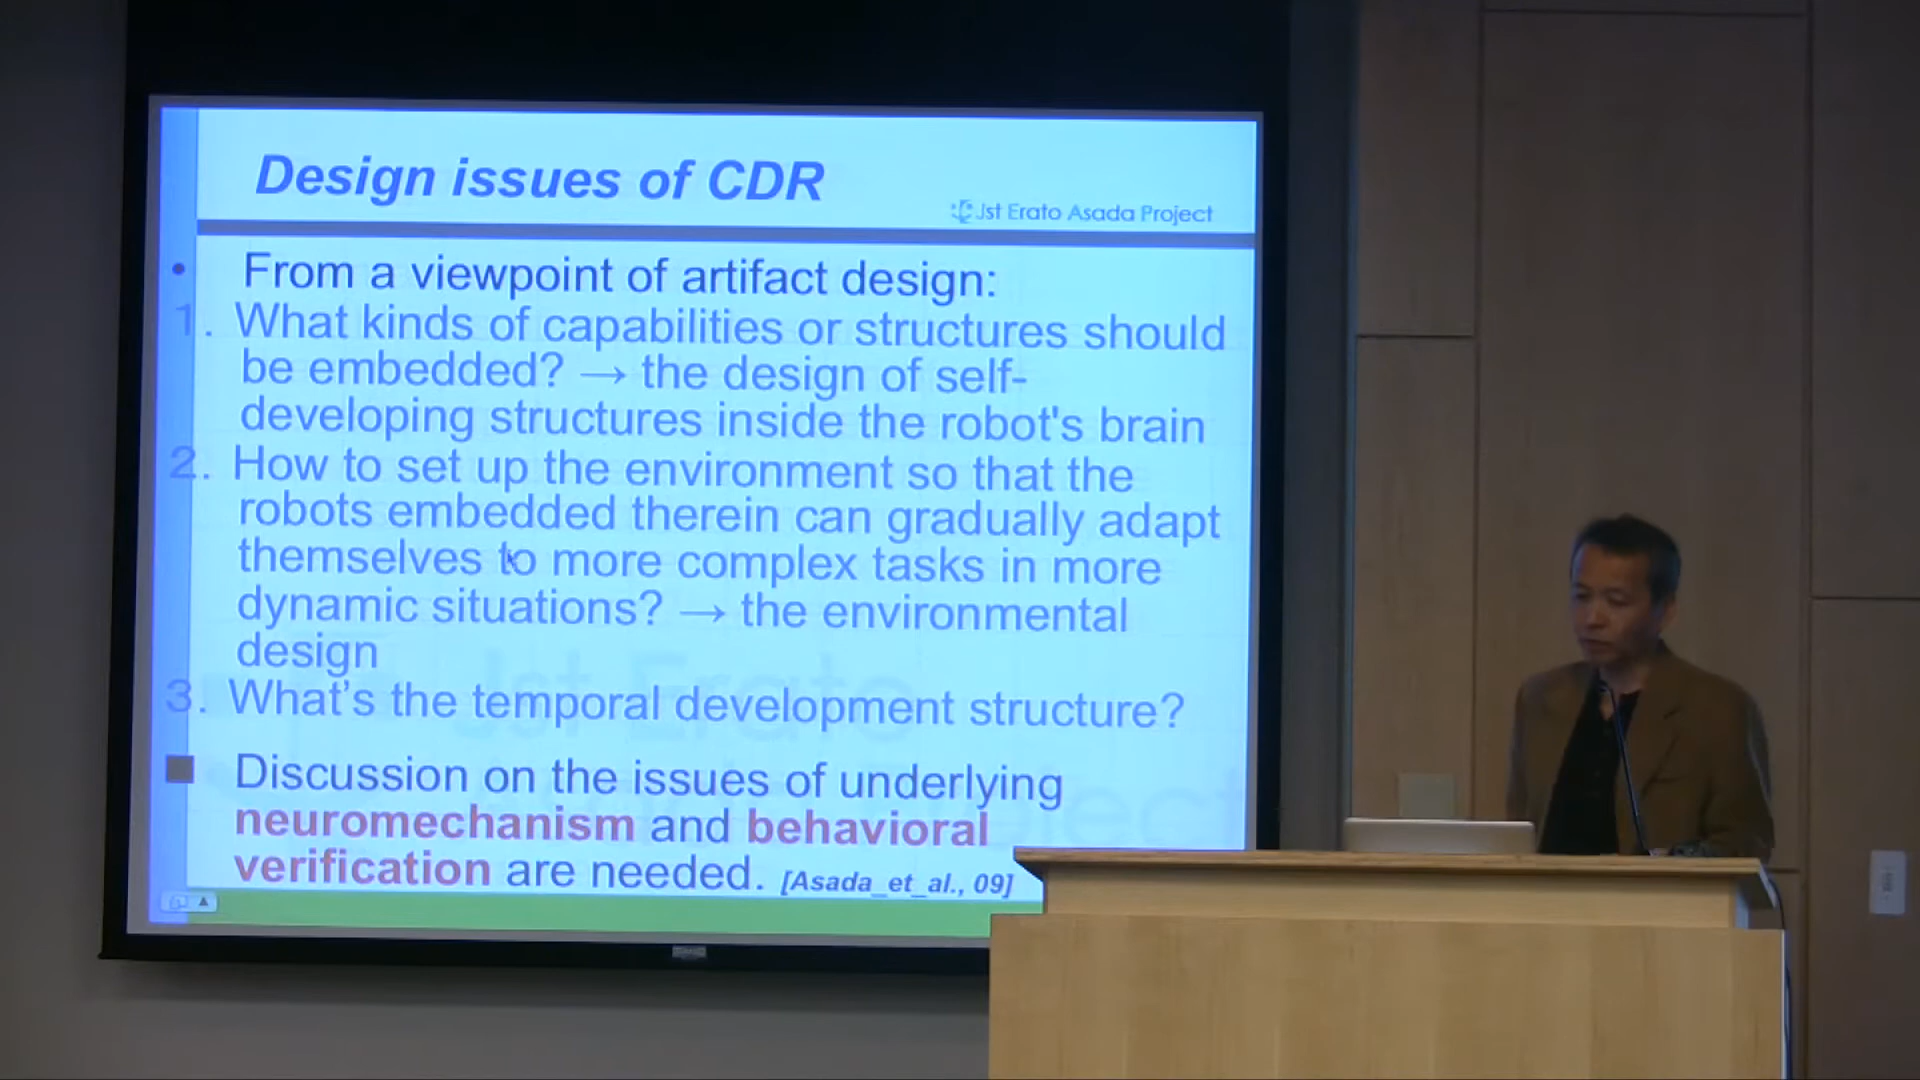 Design issues of CDR
Jst Erato Asada Project
• From a viewpoint of artifact design:
1. What kinds of capabilities or structures should
be embedded? → the design of self-
developing structures inside the robot's brain
2. How to set up the environment so that the
robots embedded therein can gradually adapt
themselves to more complex tasks in more
dynamic situations? → the environmental
design
3. What's the temporal development structure?
■ Discussion on the issues of underlying
neuromechanism and behavioral
verification are needed. [Asada_et_al., 09]
Jst Erato